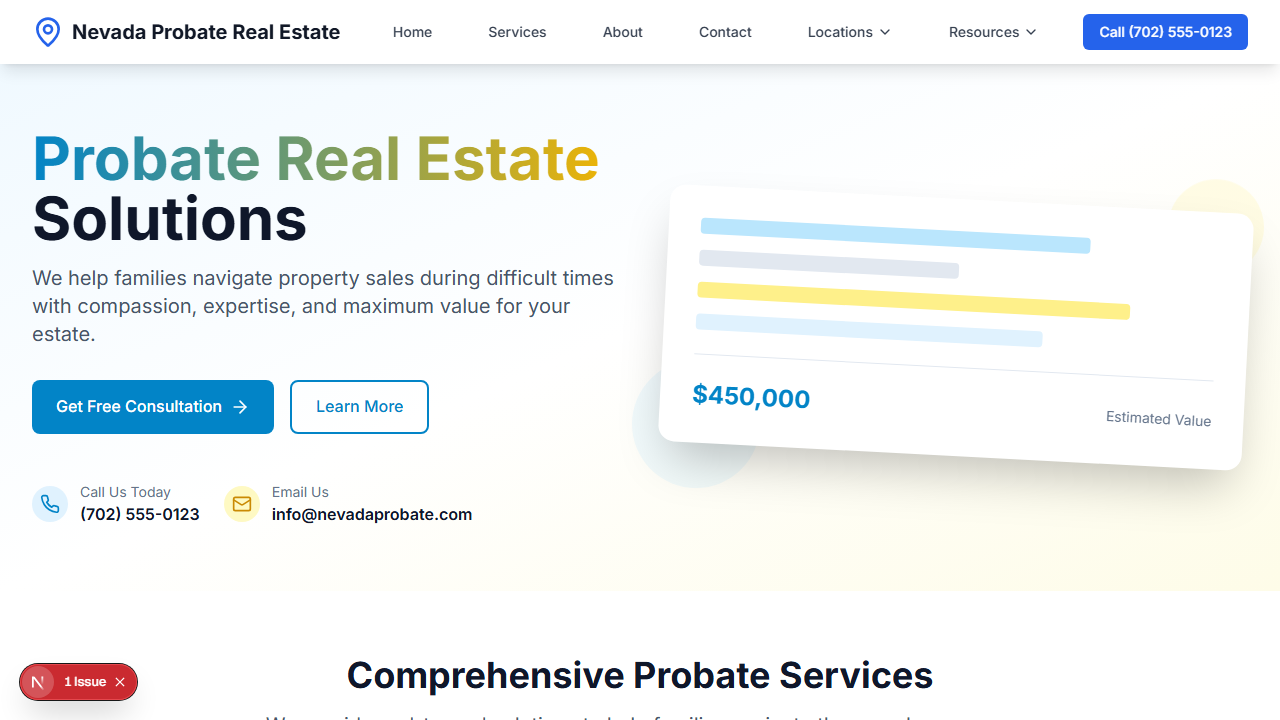 Nevada Probate Real Estate
Home
Services
About
Contact
Locations
Resources
Call (702) 555-0123
Probate Real Estate
Solutions
We help families navigate property sales during difficult times
with compassion, expertise, and maximum value for your
estate.
Get Free Consultation
Learn More
Call Us Today
(702) 555-0123
Email Us
info@nevadaprobate.com
$450,000
Estimated Value
Comprehensive Probate Services
N
1 Issue